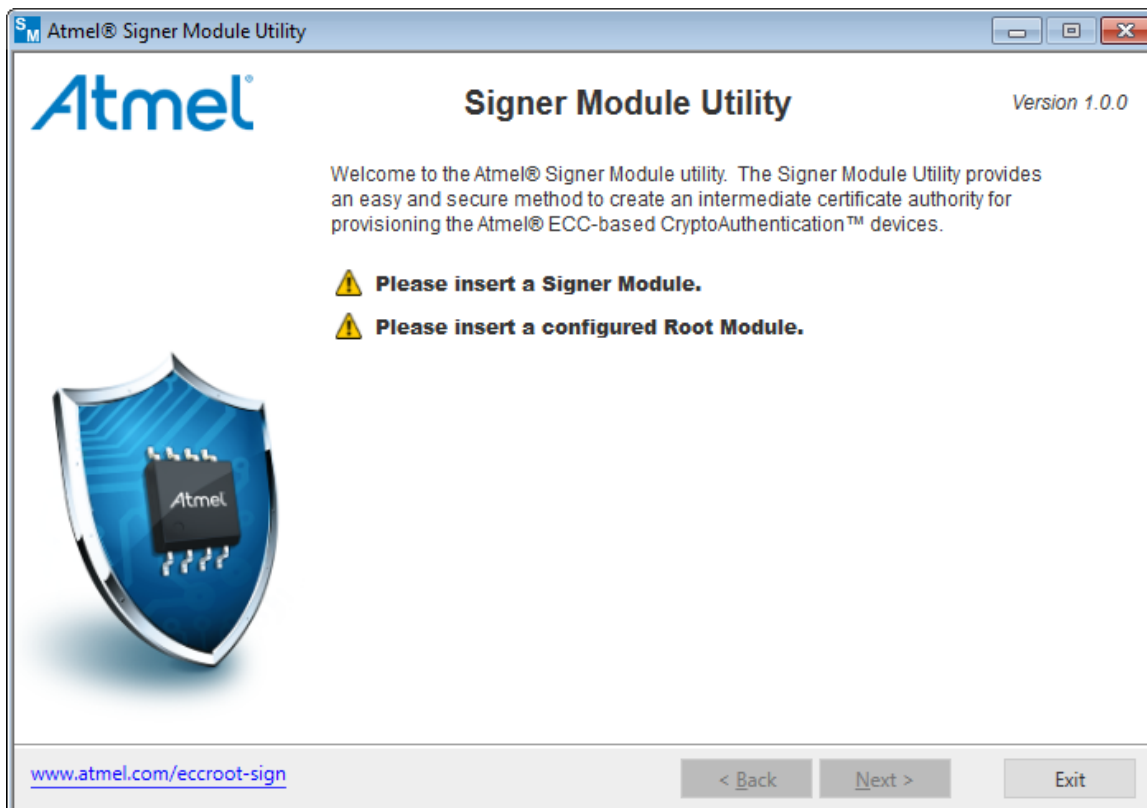 SM Atmel® Signer Module Utility
Atmel®
Signer Module Utility
Version 1.0.0
Welcome to the Atmel® Signer Module utility. The Signer Module Utility provides
an easy and secure method to create an intermediate certificate authority for
provisioning the Atmel® ECC-based CryptoAuthentication™ devices.
Please insert a Signer Module.
Please insert a configured Root Module.
Atmel
www.atmel.com/eccroot-sign
< Back
Next >
Exit